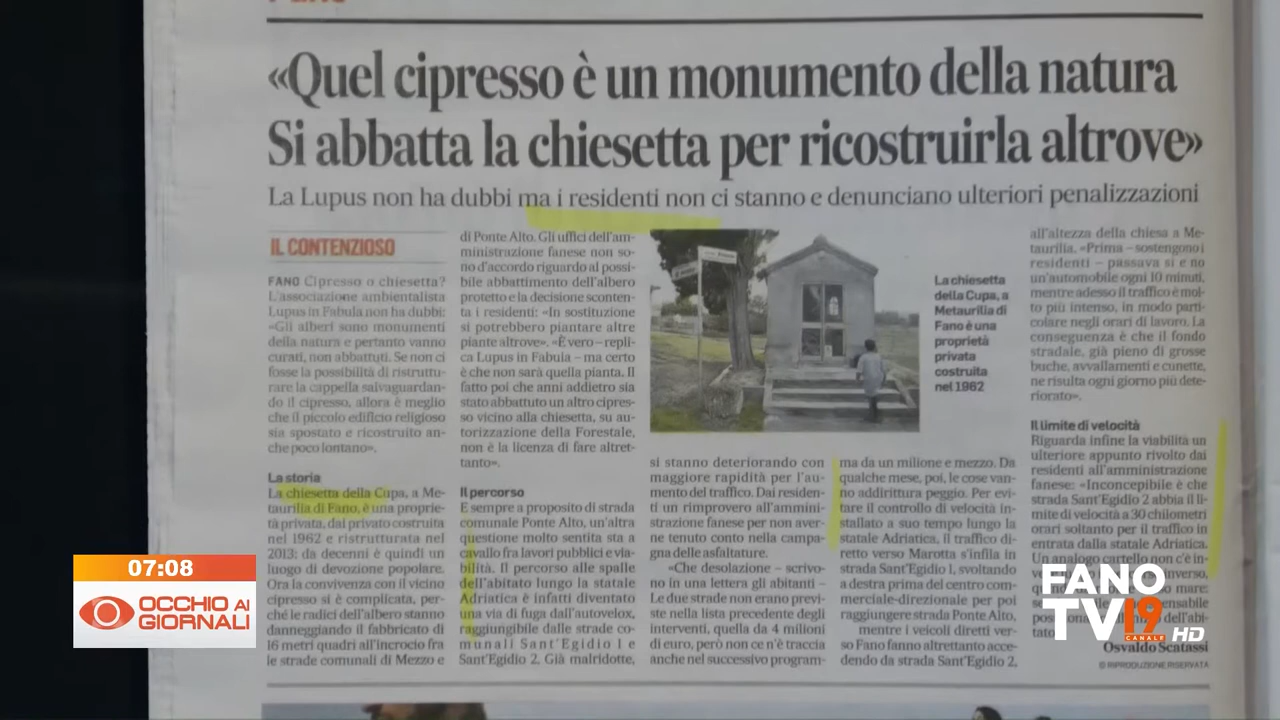 «Quel cipresso è un monumento della natura
Si abbatta la chiesetta per ricostruirla altrove»
La Lupus non ha dubbi ma i residenti non ci stanno e denunciano ulteriori penalizzazioni
IL CONTENZIOSO
FANO Cipresso o chiesetta?
L'associazione ambientalista
Lupus in Fabula non ha dubbi:
«Gli alberi sono monumenti
della natura e pertanto vanno
curati, non abbattuti. Se non ci
fosse la possibilità di ristruttu-
rare la cappella salvaguardan-
do il cipresso, allora è meglio
che il piccolo edificio religioso
sia spostato e ricostruito an-
che poco lontano».
La storia
La chiesetta della Cupa, a Me-
taurilia di Fano, è una proprie-
tà privata, dai privato costruita
nel 1962 e ristrutturata nel
2013: da decenni è quindi un
luogo di devozione popolare.
Ora la convivenza con il vicino
cipresso si è complicata, per-
ché le radici dell'albero stanno
danneggiando il fabbricato di
16 metri quadri all'incrocio fra
le strade comunali di Mezzo e
di Ponte Alto. Gli uffici dell'am-
ministrazione fanese non so-
no d'accordo riguardo al possi-
bile abbattimento dell'albero
protetto e la decisione sconten-
ta i residenti: «In sostituzione
si potrebbero piantare altre
piante altrove». «È vero – repli-
ca Lupus in Fabula – ma certo
è che non sarà quella pianta. Il
fatto poi che anni addietro sia
stato abbattuto un altro cipres-
so vicino alla chiesetta, su au-
torizzazione della Forestale,
non è la licenza di fare altret-
tanto».
Il percorso
E sempre a proposito di strada
comunale Ponte Alto, un'altra
questione molto sentita sta a
cavallo fra lavori pubblici e via-
bilità. Il percorso alle spalle
dell'abitato lungo la statale
Adriatica è infatti diventato
una via di fuga dall'autovelox,
raggiungibile dalle strade co-
munali Sant'Egidio 1 e
Sant'Egidio 2. Già malridotte,
La chiesetta
della Cupa, a
Metaurilia di
Fano è una
proprietà
privata
costruita
nel 1962
si stanno deteriorando con
maggiore rapidità per l'au-
mento del traffico. Dai residen-
ti un rimprovero all'ammini-
strazione fanese per non aver-
ne tenuto conto nella campa-
gna delle asfaltature.
«Che desolazione – scrivo-
no in una lettera gli abitanti –
Le due strade non erano previ-
ste nella lista precedente degli
interventi, quella da 4 milioni
di euro, però non ce n'è traccia
anche nel successivo program-
ma da un milione e mezzo. Da
qualche mese, poi, le cose van-
no addirittura peggio. Per evi-
tare il controllo di velocità in-
stallato a suo tempo lungo la
statale Adriatica, il traffico di-
retto verso Marotta s'infila in
strada Sant'Egidio 1, svoltando
a destra prima del centro com-
merciale-direzionale per poi
raggiungere strada Ponte Alto,
mentre i veicoli diretti ver-
so Fano fanno altrettanto acce-
dendo da strada Sant'Egidio 2,
all'altezza della chiesa a Me-
taurilia. «Prima – sostengono i
residenti – passava sì e no
un'automobile ogni 10 minuti,
mentre adesso il traffico è mol-
to più intenso, in modo parti-
colare negli orari di lavoro. La
conseguenza è che il fondo
stradale, già pieno di grosse
buche, avvallamenti e cunette,
ne risulta ogni giorno più dete-
riorato».
Il limite di velocità
Riguarda infine la viabilità un
ulteriore appunto rivolto dai
residenti all'amministrazione
fanese: «Inconcepibile è che
strada Sant'Egidio 2 abbia il li-
mite di velocità a 30 chilometri
orari soltanto per il traffico in
entrata dalla statale Adriatica.
Un analogo cartello non c'è in-
Osvaldo Scatassi
© RIPRODUZIONE RISERVATA
07:08
OCCHIO AI
GIORNALI
FANO
TV 19
CANALE
HD